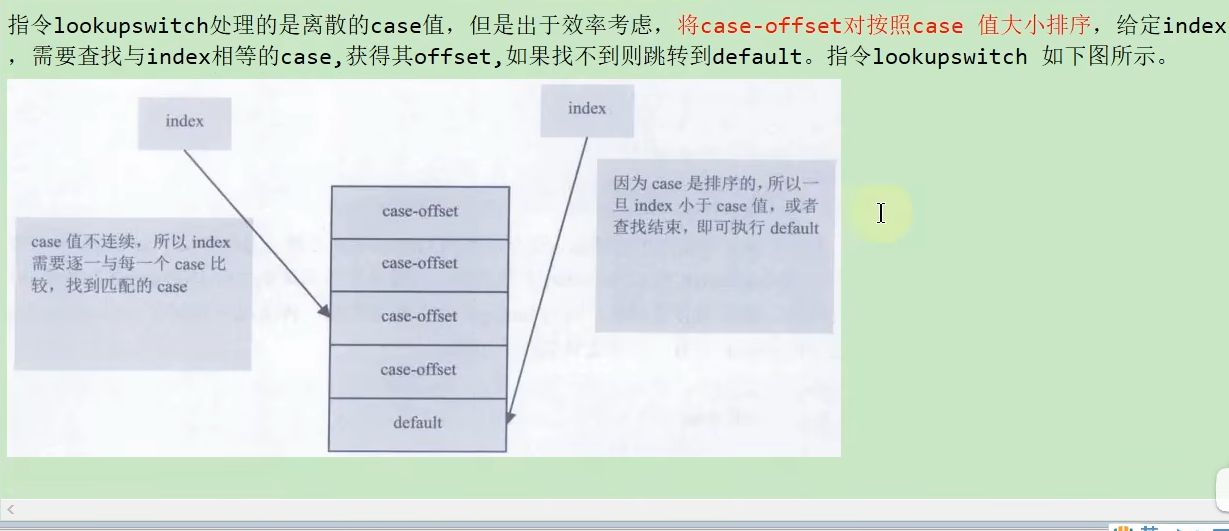 指令lookupswitch处理的是离散的case值，但是出于效率考虑，将case-offset对按照case 值大小排序，给定index
，需要查找与index相等的case,获得其offset,如果找不到则跳转到default。指令lookupswitch 如下图所示。
index
index
case 值不连续，所以 index
需要逐一与每一个 case 比
较，找到匹配的 case
case-offset
case-offset
case-offset
case-offset
default
因为 case 是排序的，所以一
旦 index 小于 case 值，或者
查找结束，即可执行 default